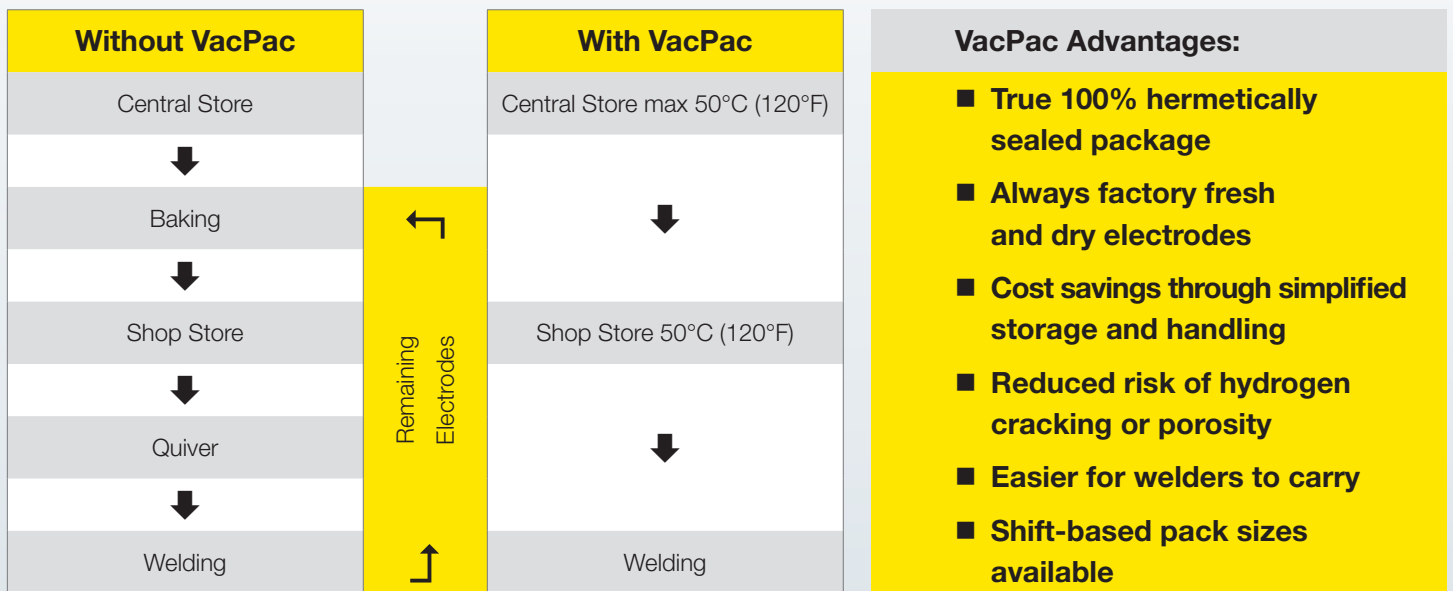 Without VacPac
Central Store
Baking
Shop Store
Quiver
Welding
Remaining
Electrodes
With VacPac
Central Store max 50°C (120°F)
Shop Store 50°C (120°F)
Welding
VacPac Advantages:
True 100% hermetically
sealed package
Always factory fresh
and dry electrodes
Cost savings through simplified
storage and handling
Reduced risk of hydrogen
cracking or porosity
Easier for welders to carry
Shift-based pack sizes
available